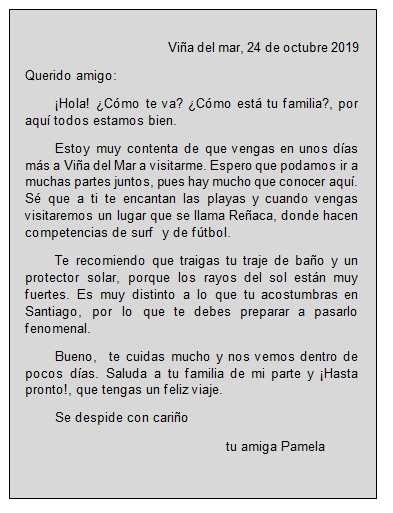 Viña del mar, 24 de octubre 2019
Querido amigo:
¡Hola! ¿Cómo te va? ¿Cómo está tu familia?, por
aquí todos estamos bien.
Estoy muy contenta de que vengas en unos días
más a Viña del Mar a visitarme. Espero que podamos ir a
muchas partes juntos, pues hay mucho que conocer aquí.
Sé que a ti te encantan las playas y cuando vengas
visitaremos un lugar que se llama Reñaca, donde hacen
competencias de surf  y de fútbol.
Te recomiendo que traigas tu traje de baño y un
protector solar, porque los rayos del sol están muy
fuertes. Es muy distinto a lo que tu acostumbras en
Santiago, por lo que te debes preparar a pasarlo
fenomenal.
Bueno,  te cuidas mucho y nos vemos dentro de
pocos días. Saluda a tu familia de mi parte y ¡Hasta
pronto!, que tengas un feliz viaje.
Se despide con cariño
tu amiga Pamela